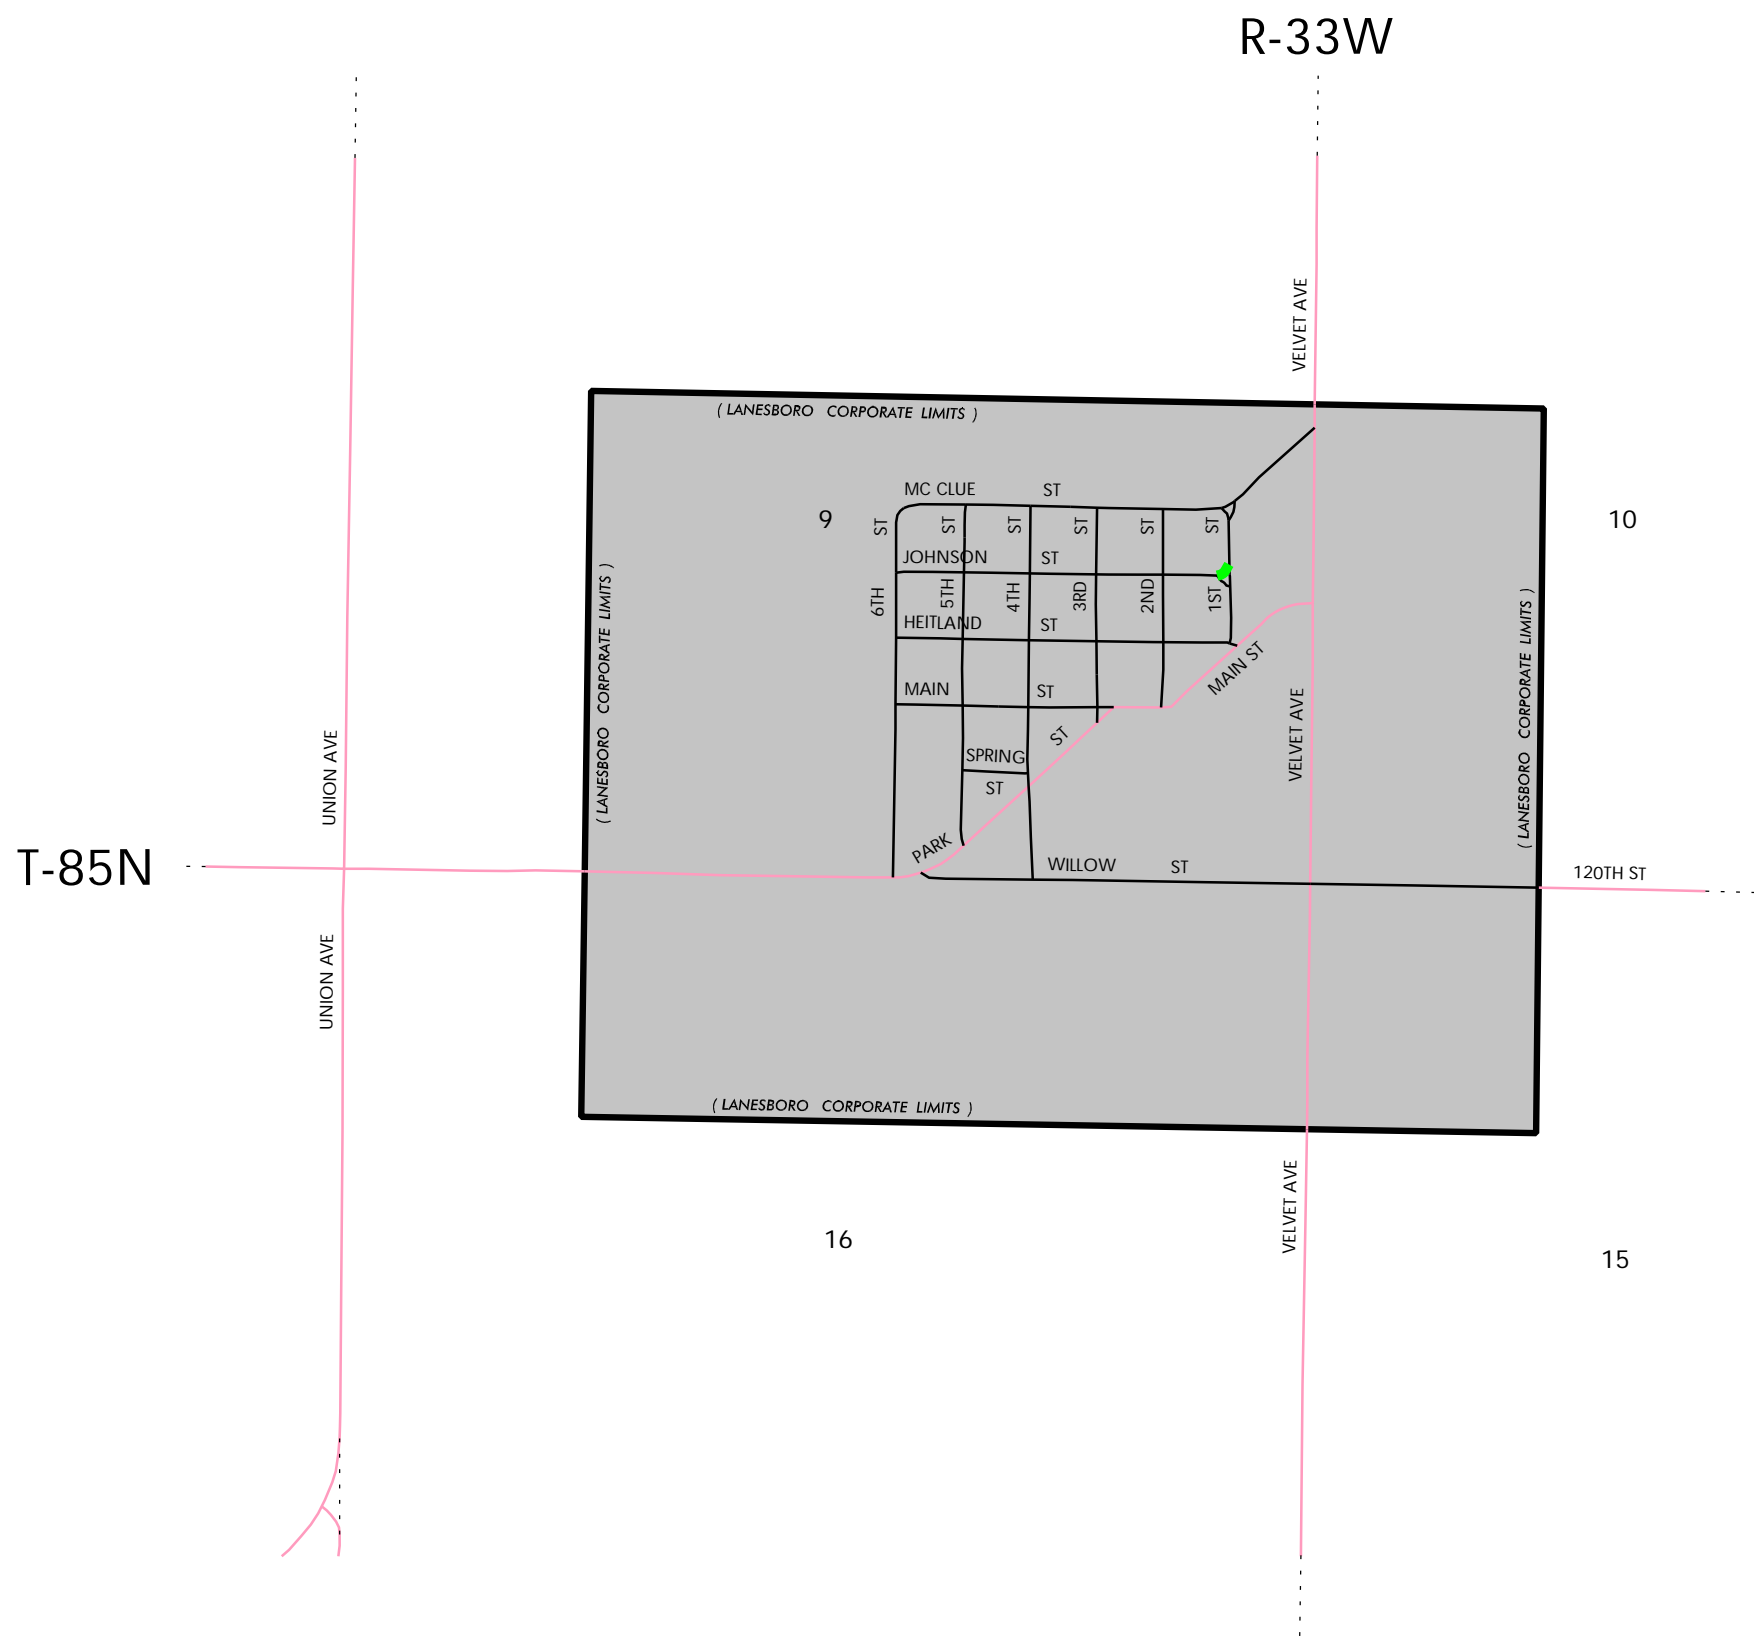 R-33W
VELVET AVE
( LANESBORO CORPORATE LIMITS )
MC CLUE ST
9
10
ST
ST
ST
ST
ST
ST
JOHNSON ST
6TH
5TH
4TH
3RD
2ND
1ST
HEITLAND ST
( LANESBORO CORPORATE LIMITS )
( LANESBORO CORPORATE LIMITS )
MAIN ST
MAIN ST
VELVET AVE
UNION AVE
SPRING
ST
PARK ST
T-85N
WILLOW ST
120TH ST
UNION AVE
( LANESBORO CORPORATE LIMITS )
VELVET AVE
16
15